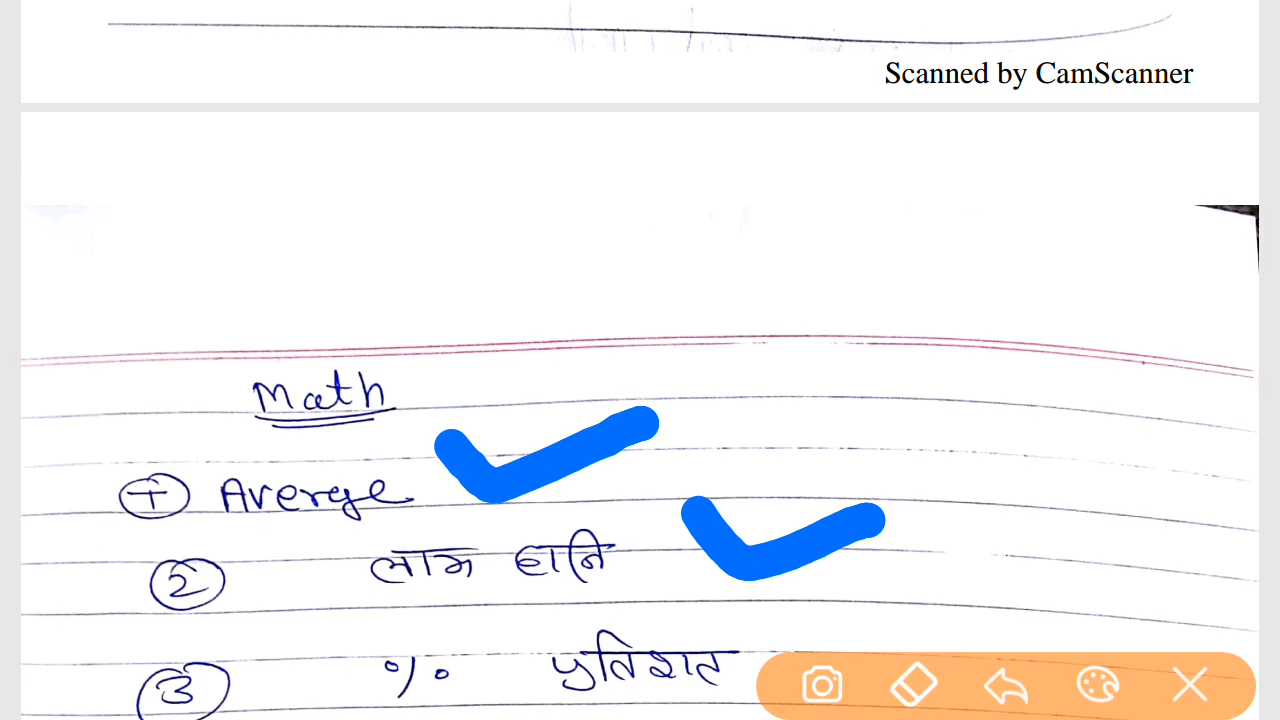 Scanned by CamScanner
Math
① Averge
② लाभ हानि
③ % प्रतिशत